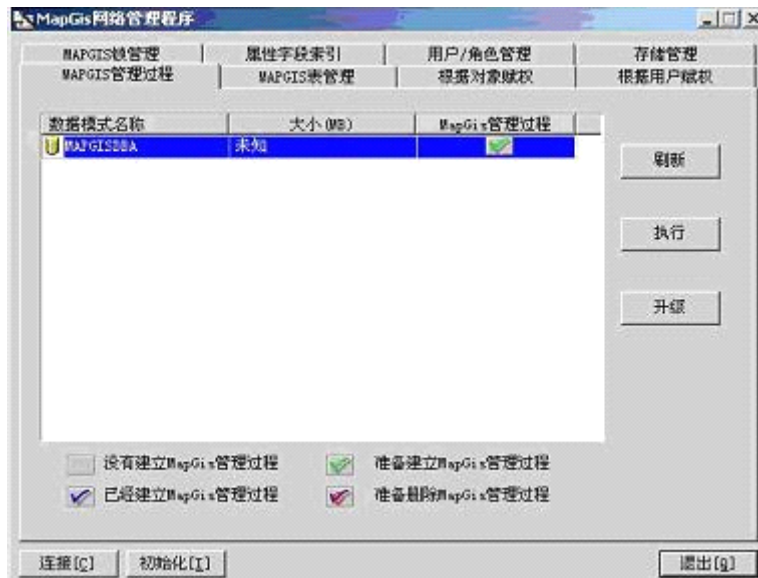 MapGis网络管理程序
MAPGIS锁管理 属性字段索引 用户/角色管理 存储管理
MAPGIS管理过程 MAPGIS表管理 根据对象赋权 根据用户赋权
数据模式名称 大小(MB) MapGis管理过程
MAPGISDBA 未知
刷新
执行
升级
没有建立MapGis管理过程 准备建立MapGis管理过程
已经建立MapGis管理过程 准备删除MapGis管理过程
连接[C] 初始化[I] 退出[Q]